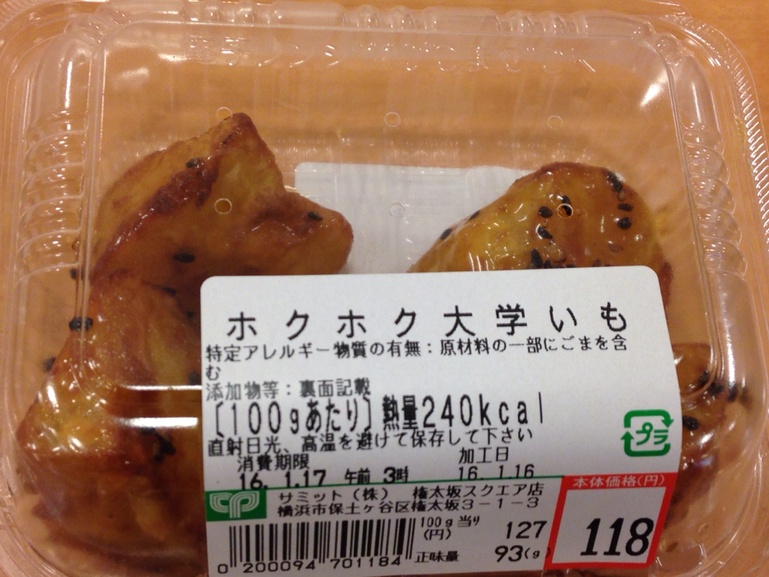 ホクホク大学いも
特定アレルギー物質の有無：原材料の一部にごまを含
む
添加物等：裏面記載
[100gあたり]熱量240kcal
直射日光、高温を避けて保存して下さい
消費期限 加工日
16. 1.17 午前 3時 16. 1.16
サミット（株） 権太坂スクエア店
横浜市保土ヶ谷区権太坂3－1－3
本体価格(円)
118
100g当り
(円) 127
正味量 93(g)
0 200094 701184
プラ